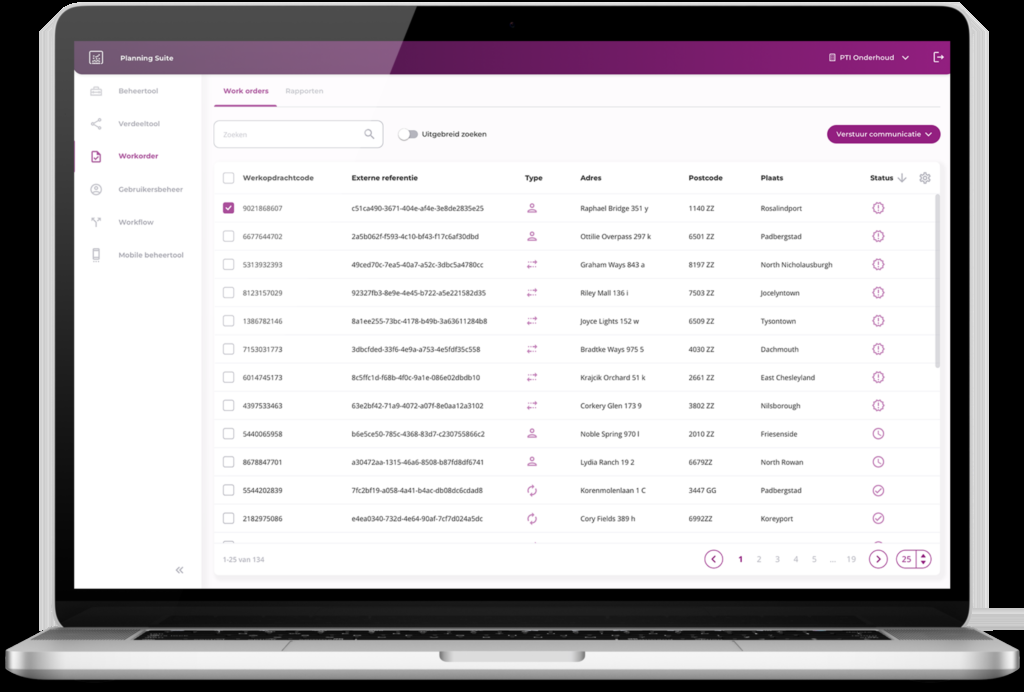 Planning Suite
PTI Onderhoud
Beheertool
Verdeeltool
Workorder
Gebruikersbeheer
Workflow
Mobile beheertool
Work orders Rapporten
Zoeken Uitgebreid zoeken Verstuur communicatie
Werkopdrachtcode Externe referentie Type Adres Postcode Plaats Status
9021868607 c51ca490-3671-404e-af4e-3e8de2835e25 Raphael Bridge 351 y 1140 ZZ Rosalindport
6677644702 2a5b062f-f593-4c10-bf43-f17c6af30dbd Ottilie Overpass 297 k 6501 ZZ Padbergstad
5313932393 49ced70c-7ea5-40a7-a52c-3dbc5a4780cc Graham Ways 843 a 8197 ZZ North Nicholausburgh
8123157029 92327fb3-8e9e-4e45-b722-a5e221582d35 Riley Mall 136 i 7503 ZZ Jocelyntown
1386782146 8a1ee255-73bc-4178-b49b-3a63611284b8 Joyce Lights 152 w 6509 ZZ Tysontown
7153031773 3dbcfded-33f6-4e9a-a753-4e5fdf35c558 Bradtke Ways 975 5 4030 ZZ Dachmouth
6014745173 8c5ffc1d-f68b-4f0c-9a1e-086e02dbdb10 Krajcik Orchard 51 k 2661 ZZ East Chesleyland
4397533463 63e2bf42-71a9-4072-a07f-8e0aa12a3102 Corkery Glen 173 9 3802 ZZ Nilsborough
5440065958 b6e5ce50-785c-4368-83d7-c230755866c2 Noble Spring 970 l 2010 ZZ Friesenside
8678847701 a30472aa-1315-46a6-8508-b87fd8df6741 Lydia Ranch 19 2 6679ZZ North Rowan
5544202839 7fc2bf19-a058-4a41-b4ac-db08dc6cdad8 Korenmolenlaan 1 C 3447 GG Padbergstad
2182975086 e4ea0340-732d-4e64-90af-7cf7d024a5dc Cory Fields 389 h 6992ZZ Koreyport
1-25 van 134 1 2 3 4 5 ... 19 25